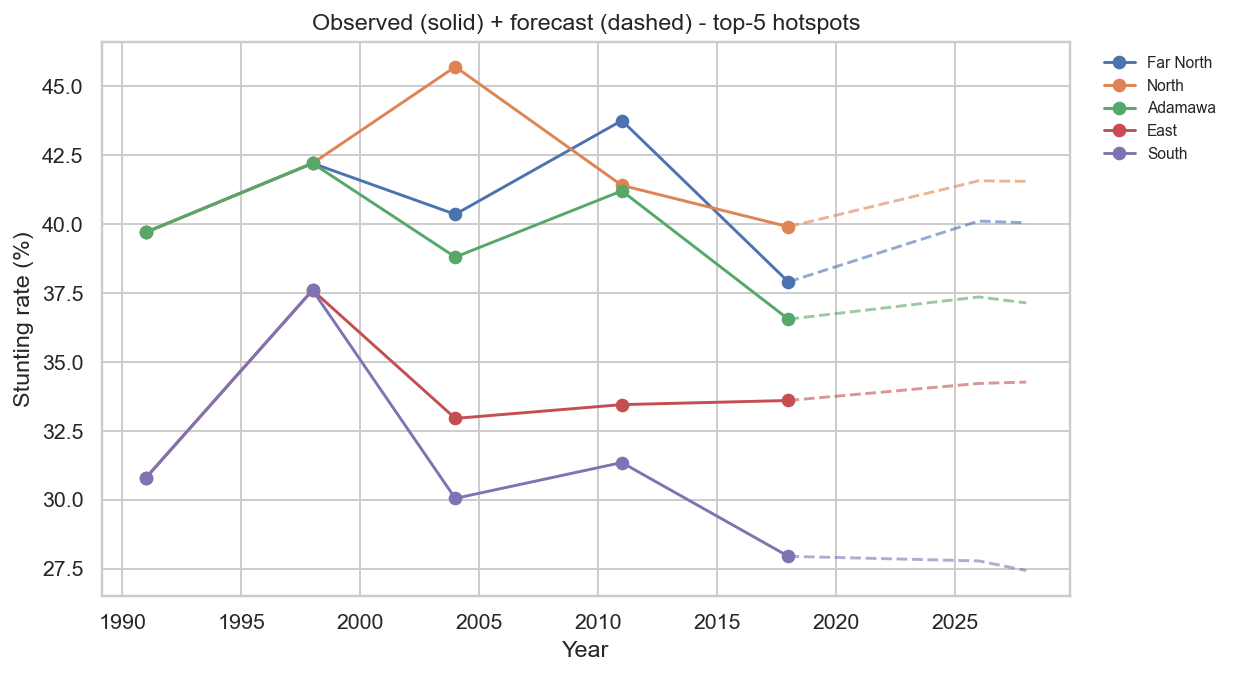 Observed (solid) + forecast (dashed) - top-5 hotspots
Far North
North
Adamawa
East
South
Stunting rate (%)
45.0
42.5
40.0
37.5
35.0
32.5
30.0
27.5
1990
1995
2000
2005
2010
2015
2020
2025
Year